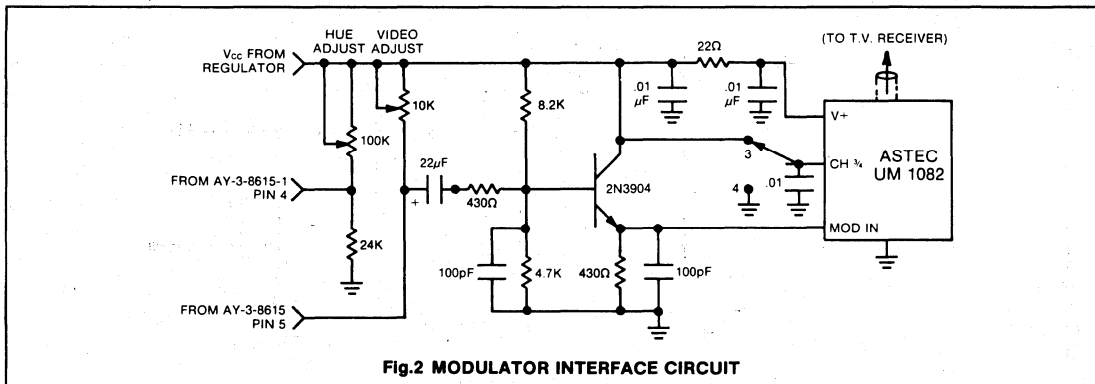 HUE VIDEO
ADJUST ADJUST
(TO T.V. RECEIVER)
Vcc FROM
REGULATOR
22Ω
.01
µF
.01
µF
10K
8.2K
V+
100K
3
CH 3/4
ASTEC
UM 1082
FROM AY-3-8615-1
PIN 4
22µF
+
430Ω
2N3904
4
.01
MOD IN
24K
100pF
4.7K
430Ω
100pF
FROM AY-3-8615
PIN 5
Fig.2 MODULATOR INTERFACE CIRCUIT